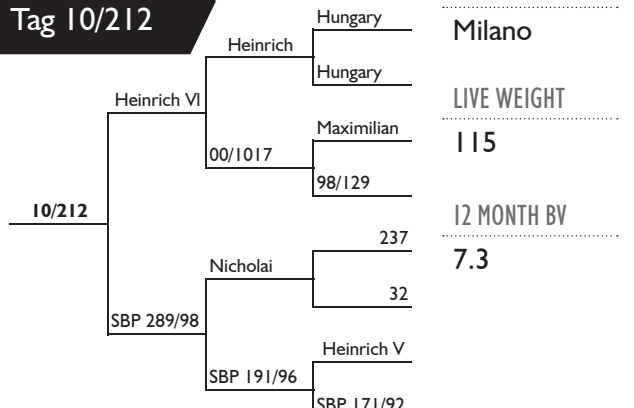 Tag 10/212
Hungary
Heinrich
Hungary
Heinrich VI
Maximilian
00/1017
98/129
10/212
237
Nicholai
32
SBP 289/98
Heinrich V
SBP 191/96
SBP 171/92
Milano
LIVE WEIGHT
115
12 MONTH BV
7.3